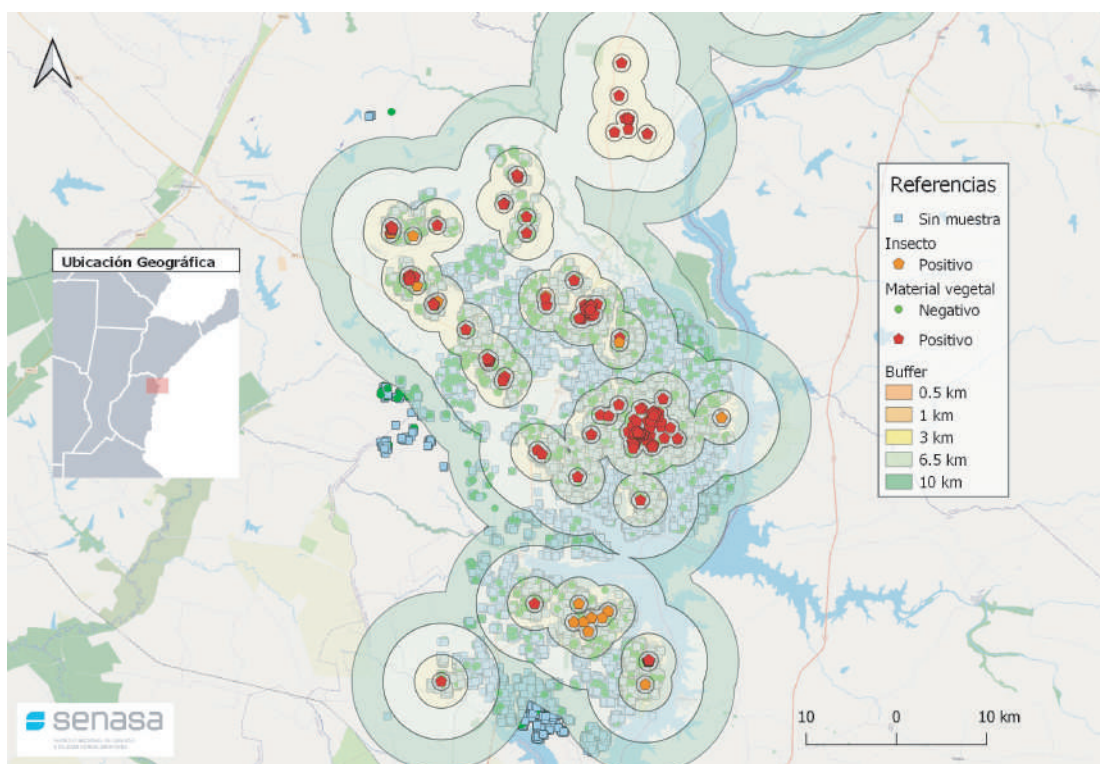 Ubicación Geográfica
Referencias
Sin muestra
Insecto
Positivo
Material vegetal
Negativo
Positivo
Buffer
0.5 km
1 km
3 km
6.5 km
10 km
senasa
10 0 10 km